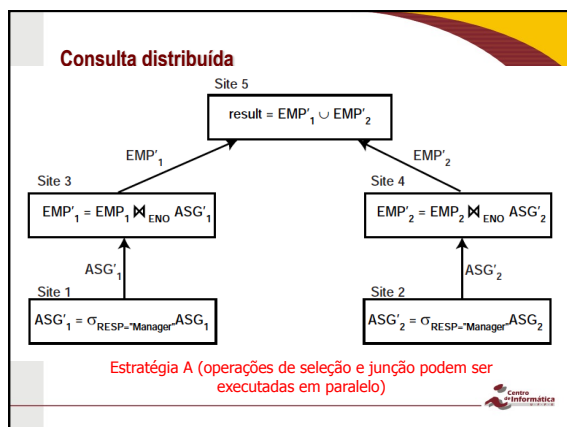 Consulta distribuída
Site 5
result = EMP'₁ ∪ EMP'₂
EMP'₁
EMP'₂
Site 3
Site 4
EMP'₁ = EMP₁ ⋈ENO ASG'₁
EMP'₂ = EMP₂ ⋈ENO ASG'₂
ASG'₁
ASG'₂
Site 1
Site 2
ASG'₁ = σRESP="Manager"ASG₁
ASG'₂ = σRESP="Manager"ASG₂
Estratégia A (operações de seleção e junção podem ser
executadas em paralelo)
Centro
de Informática